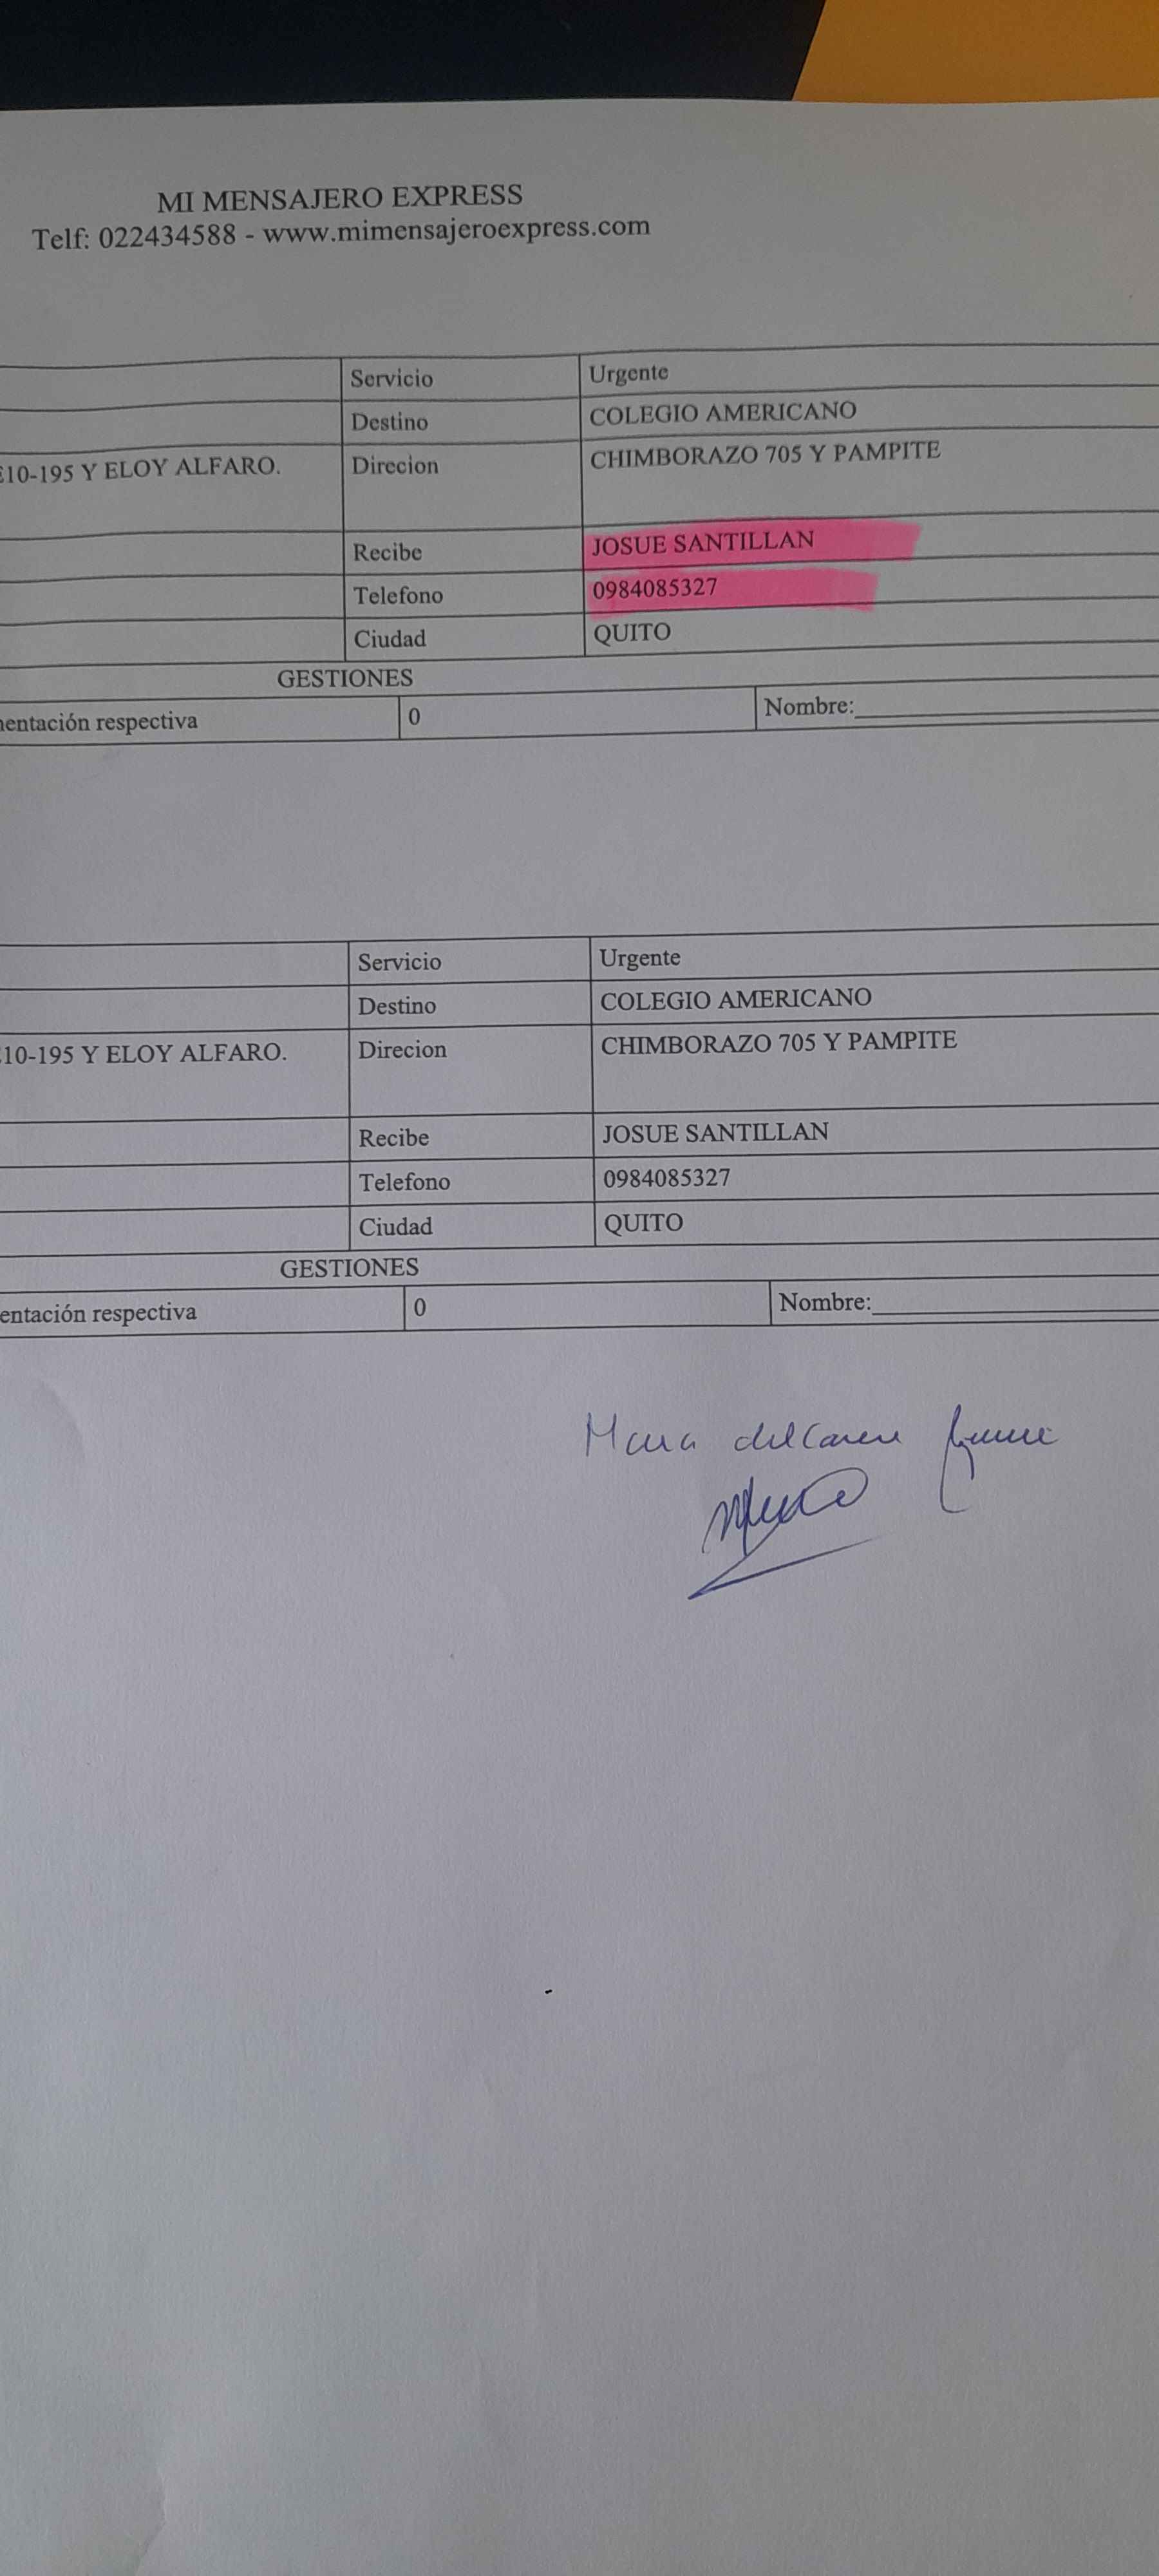 MI MENSAJERO EXPRESS
Telf: 022434588 - www.mimensajeroexpress.com
Servicio Urgente
Destino COLEGIO AMERICANO
10-195 Y ELOY ALFARO. Direcion CHIMBORAZO 705 Y PAMPITE
Recibe JOSUE SANTILLAN
Telefono 0984085327
Ciudad QUITO
GESTIONES
entación respectiva 0 Nombre:
Servicio Urgente
Destino COLEGIO AMERICANO
10-195 Y ELOY ALFARO. Direcion CHIMBORAZO 705 Y PAMPITE
Recibe JOSUE SANTILLAN
Telefono 0984085327
Ciudad QUITO
GESTIONES
entación respectiva 0 Nombre:
Maria del Carmen